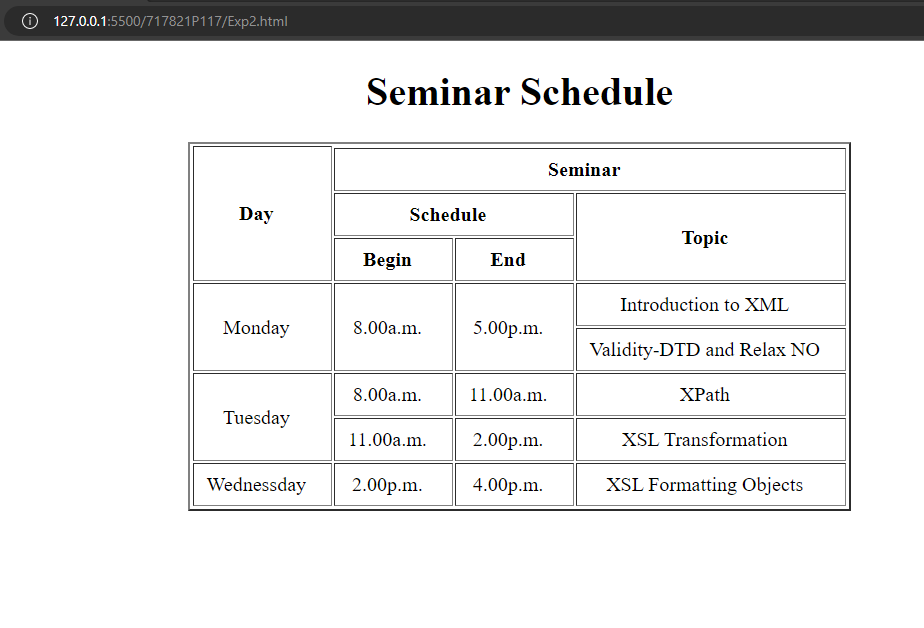 127.0.0.1:5500/717821P117/Exp2.html
Seminar Schedule
Day
Seminar
Schedule
Topic
Begin
End
Monday
8.00a.m.
5.00p.m.
Introduction to XML
Validity-DTD and Relax NO
Tuesday
8.00a.m.
11.00a.m.
XPath
11.00a.m.
2.00p.m.
XSL Transformation
Wednessday
2.00p.m.
4.00p.m.
XSL Formatting Objects